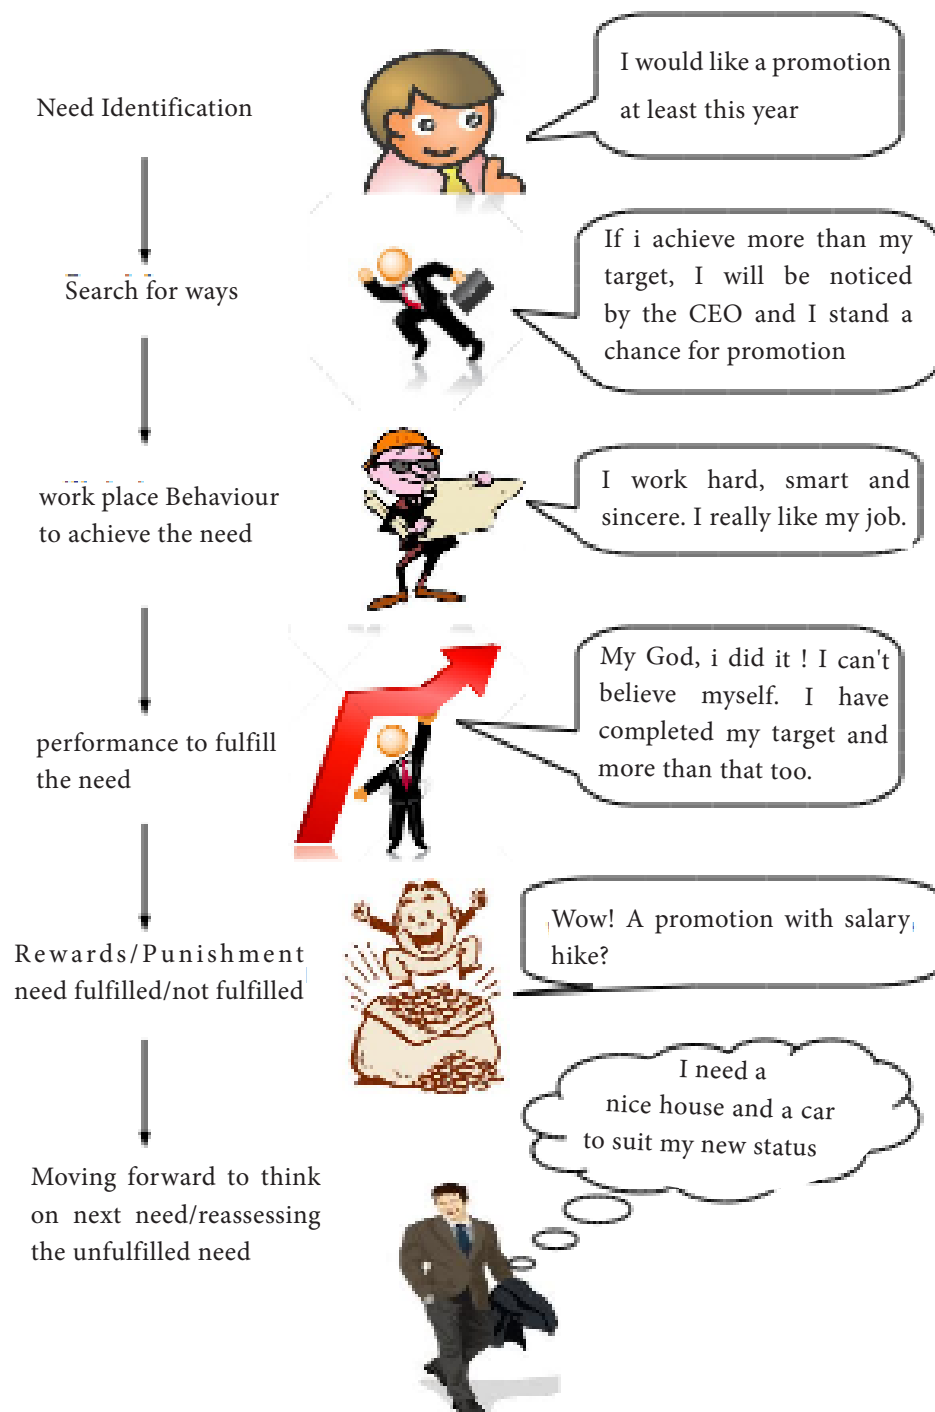 Need Identification
I would like a promotion
at least this year
Search for ways
If i achieve more than my
target, I will be noticed
by the CEO and I stand a
chance for promotion
work place Behaviour
to achieve the need
I work hard, smart and
sincere. I really like my job.
performance to fulfill
the need
My God, i did it ! I can't
believe myself. I have
completed my target and
more than that too.
Rewards/Punishment
need fulfilled/not fulfilled
Wow! A promotion with salary
hike?
Moving forward to think
on next need/reassessing
the unfulfilled need
I need a
nice house and a car
to suit my new status